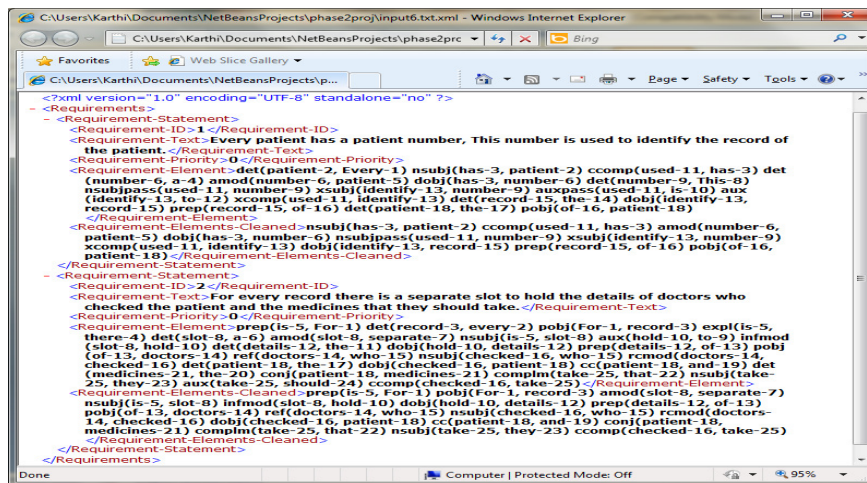 C:\Users\Karthi\Documents\NetBeansProjects\phase2proj\input6.txt.xml - Windows Internet Explorer
C:\Users\Karthi\Documents\NetBeansProjects\phase2prc
Bing
Favorites
Web Slice Gallery
C:\Users\Karthi\Documents\NetBeansProjects\p...
Page
Safety
Tools
<?xml version="1.0" encoding="UTF-8" standalone="no" ?>
- <Requirements>
- <Requirement-Statement>
<Requirement-ID>1</Requirement-ID>
<Requirement-Text>Every patient has a patient number, This number is used to identify the record of
the patient.</Requirement-Text>
<Requirement-Priority>0</Requirement-Priority>
<Requirement-Element>det(patient-2, Every-1) nsubj(has-3, patient-2) ccomp(used-11, has-3) det
(number-6, a-4) amod(number-6, patient-5) dobj(has-3, number-6) det(number-9, This-8)
nsubjpass(used-11, number-9) xsubj(identify-13, number-9) auxpass(used-11, is-10) aux
(identify-13, to-12) xcomp(used-11, identify-13) det(record-15, the-14) dobj(identify-13,
record-15) prep(record-15, of-16) det(patient-18, the-17) pobj(of-16, patient-18)
</Requirement-Element>
<Requirement-Elements-Cleaned>nsubj(has-3, patient-2) ccomp(used-11, has-3) amod(number-6,
patient-5) dobj(has-3, number-6) nsubjpass(used-11, number-9) xsubj(identify-13, number-9)
xcomp(used-11, identify-13) dobj(identify-13, record-15) prep(record-15, of-16) pobj(of-16,
patient-18)</Requirement-Elements-Cleaned>
</Requirement-Statement>
- <Requirement-Statement>
<Requirement-ID>2</Requirement-ID>
<Requirement-Text>For every record there is a separate slot to hold the details of doctors who
checked the patient and the medicines that they should take.</Requirement-Text>
<Requirement-Priority>0</Requirement-Priority>
<Requirement-Element>prep(is-5, For-1) det(record-3, every-2) pobj(For-1, record-3) expl(is-5,
there-4) det(slot-8, a-6) amod(slot-8, separate-7) nsubj(is-5, slot-8) aux(hold-10, to-9) infmod
(slot-8, hold-10) det(details-12, the-11) dobj(hold-10, details-12) prep(details-12, of-13) pobj
(of-13, doctors-14) ref(doctors-14, who-15) nsubj(checked-16, who-15) rcmod(doctors-14,
checked-16) det(patient-18, the-17) dobj(checked-16, patient-18) cc(patient-18, and-19) det
(medicines-21, the-20) conj(patient-18, medicines-21) complm(take-25, that-22) nsubj(take-
25, they-23) aux(take-25, should-24) ccomp(checked-16, take-25)</Requirement-Element>
<Requirement-Elements-Cleaned>prep(is-5, For-1) pobj(For-1, record-3) amod(slot-8, separate-7)
nsubj(is-5, slot-8) infmod(slot-8, hold-10) dobj(hold-10, details-12) prep(details-12, of-13)
pobj(of-13, doctors-14) ref(doctors-14, who-15) nsubj(checked-16, who-15) rcmod(doctors-
14, checked-16) dobj(checked-16, patient-18) cc(patient-18, and-19) conj(patient-18,
medicines-21) complm(take-25, that-22) nsubj(take-25, they-23) ccomp(checked-16, take-25)
</Requirement-Elements-Cleaned>
</Requirement-Statement>
</Requirements>
Done
Computer | Protected Mode: Off
95%